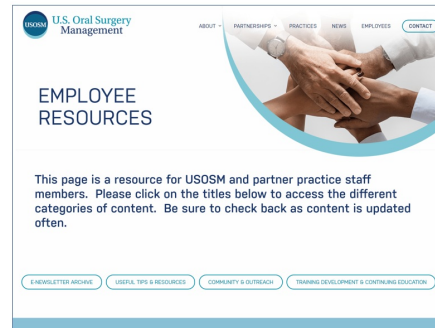 USOSM
U.S. Oral Surgery
Management
ABOUT PARTNERSHIPS PRACTICES NEWS EMPLOYEES CONTACT
EMPLOYEE
RESOURCES
This page is a resource for USOSM and partner practice staff
members. Please click on the titles below to access the different
categories of content. Be sure to check back as content is updated
often.
E-NEWSLETTER ARCHIVE USEFUL TIPS & RESOURCES COMMUNITY & OUTREACH TRAINING DEVELOPMENT & CONTINUING EDUCATION